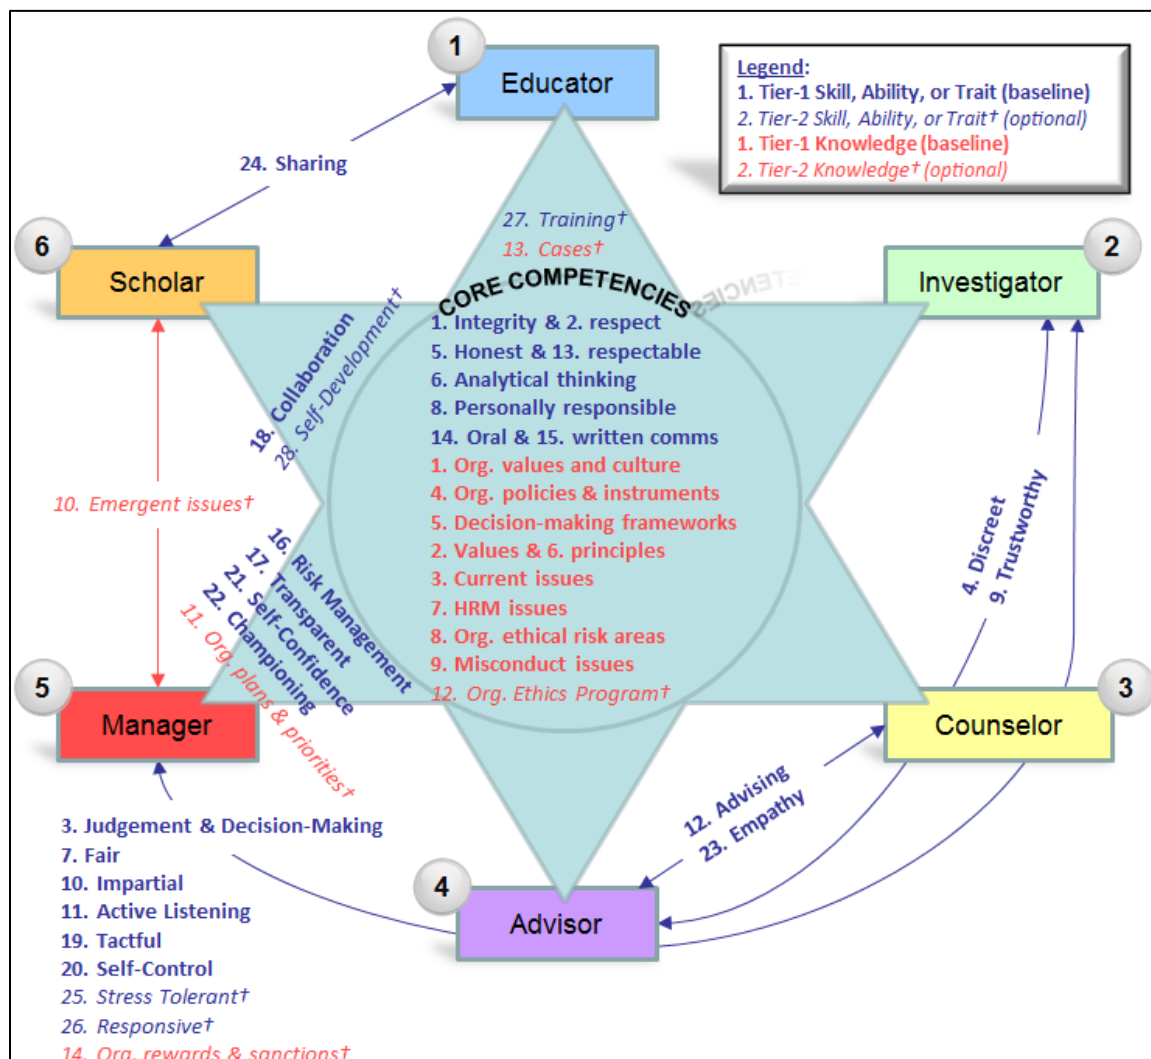 1
Educator
Legend:
1. Tier-1 Skill, Ability, or Trait (baseline)
2. Tier-2 Skill, Ability, or Trait† (optional)
1. Tier-1 Knowledge (baseline)
2. Tier-2 Knowledge† (optional)
24. Sharing
27. Training†
13. Cases†
6
Scholar
2
Investigator
CORE COMPETENCIES
PETENCIES
1. Integrity & 2. respect
5. Honest & 13. respectable
6. Analytical thinking
8. Personally responsible
14. Oral & 15. written comms
1. Org. values and culture
4. Org. policies & instruments
5. Decision-making frameworks
2. Values & 6. principles
3. Current issues
7. HRM issues
8. Org. ethical risk areas
9. Misconduct issues
12. Org. Ethics Program†
18. Collaboration
28. Self-Development†
10. Emergent issues†
16. Risk Management
17. Transparent
21. Self-Confidence
22. Championing
11. Org. plans & priorities†
4. Discreet
9. Trustworthy
5
Manager
3
Counselor
12. Advising
23. Empathy
4
Advisor
3. Judgement & Decision-Making
7. Fair
10. Impartial
11. Active Listening
19. Tactful
20. Self-Control
25. Stress Tolerant†
26. Responsive†
14. Org. rewards & sanctions†